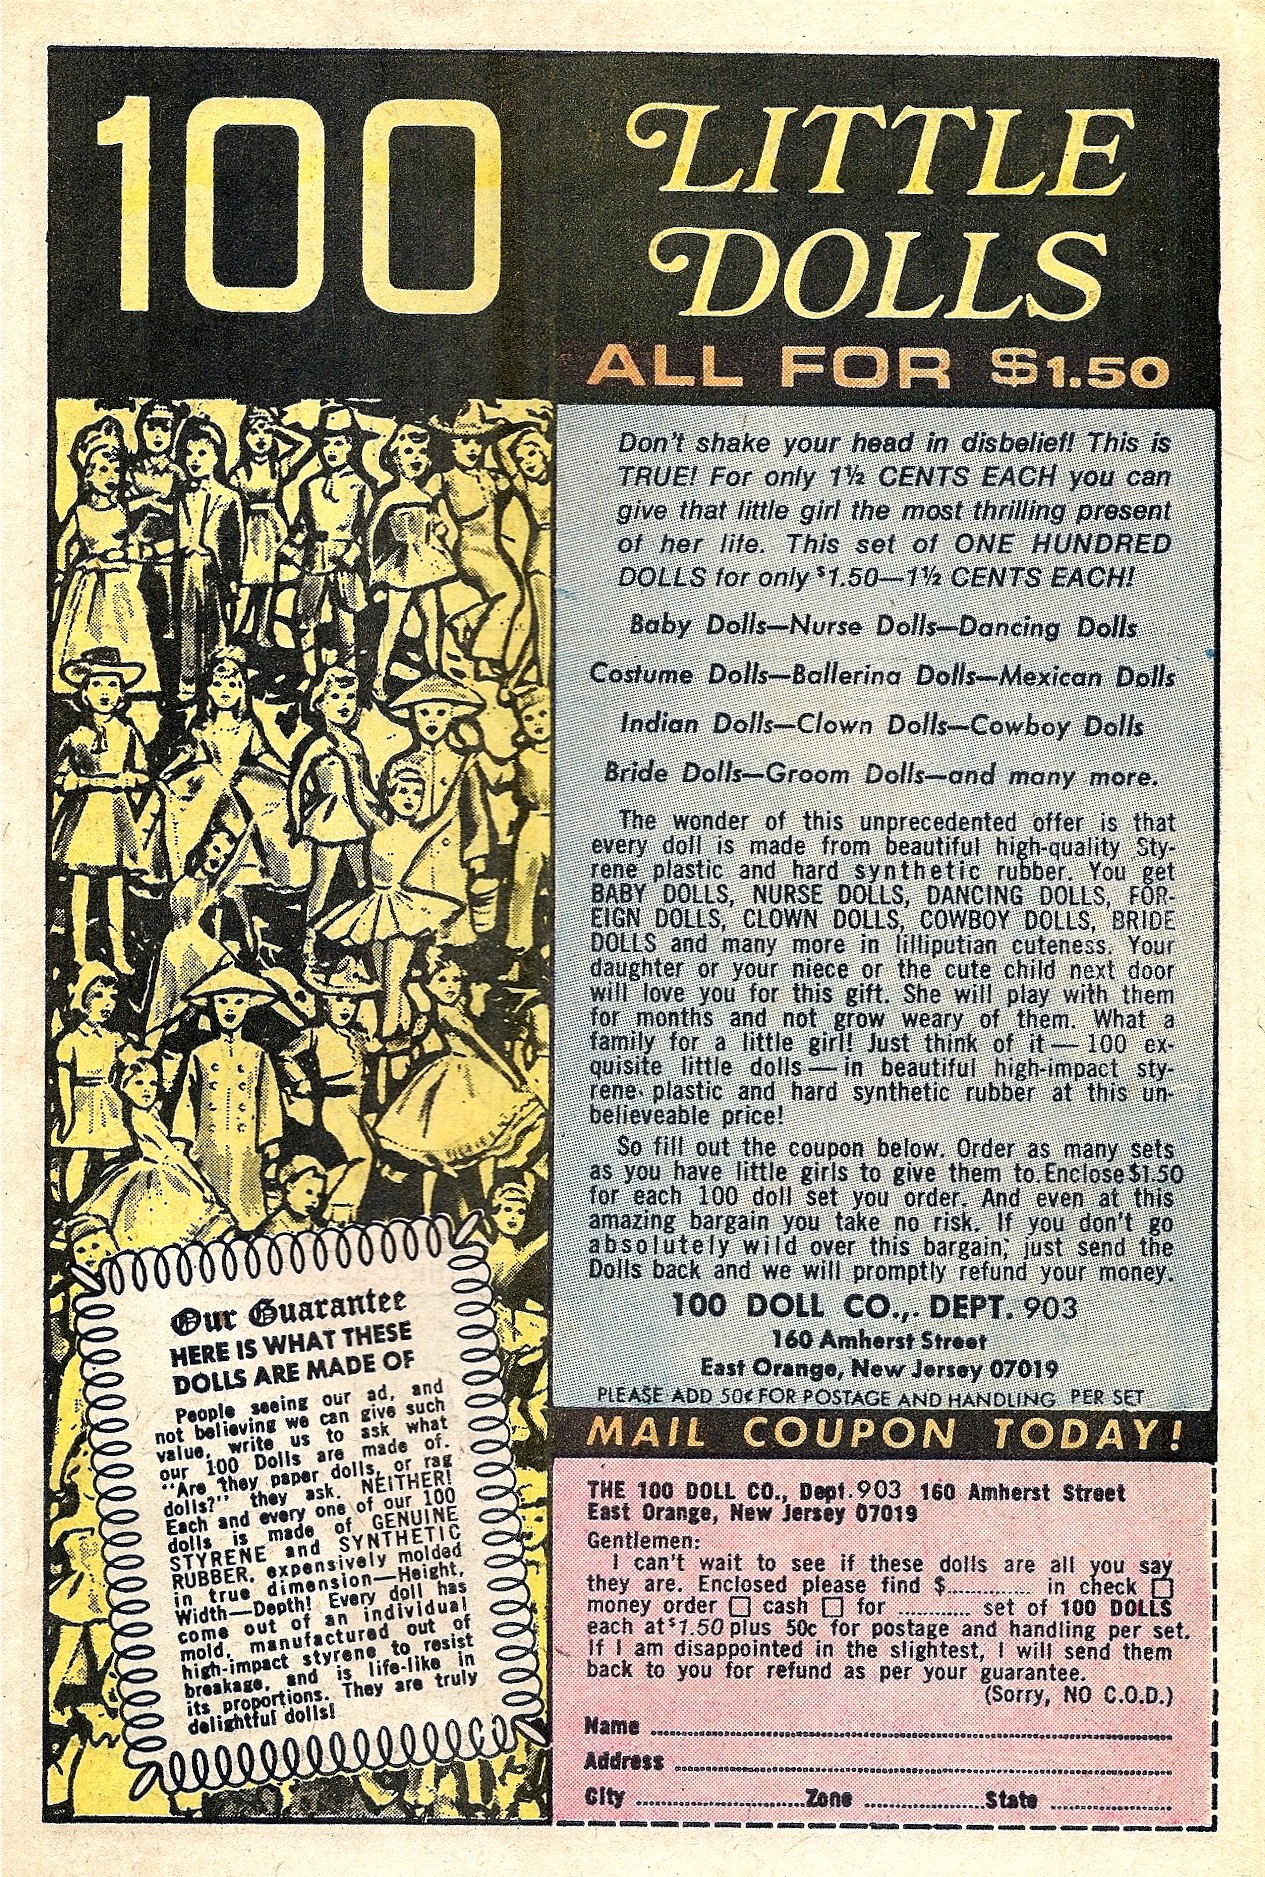 100
LITTLE
DOLLS
ALL FOR $1.50
Don't shake your head in disbelief! This is
TRUE! For only 1½ CENTS EACH you can
give that little girl the most thrilling present
of her life. This set of ONE HUNDRED
DOLLS for only $1.50—1½ CENTS EACH!
Baby Dolls—Nurse Dolls—Dancing Dolls
Costume Dolls—Ballerina Dolls—Mexican Dolls
Indian Dolls—Clown Dolls—Cowboy Dolls
Bride Dolls—Groom Dolls—and many more.
The wonder of this unprecedented offer is that
every doll is made from beautiful high-quality Sty-
rene plastic and hard synthetic rubber. You get
BABY DOLLS, NURSE DOLLS, DANCING DOLLS, FOR-
EIGN DOLLS, CLOWN DOLLS, COWBOY DOLLS, BRIDE
DOLLS and many more in lilliputian cuteness. Your
daughter or your niece or the cute child next door
will love you for this gift. She will play with them
for months and not grow weary of them. What a
family for a little girl! Just think of it — 100 ex-
quisite little dolls — in beautiful high-impact sty-
rene plastic and hard synthetic rubber at this un-
believeable price!
So fill out the coupon below. Order as many sets
as you have little girls to give them to. Enclose $1.50
for each 100 doll set you order. And even at this
amazing bargain you take no risk. If you don't go
absolutely wild over this bargain, just send the
Dolls back and we will promptly refund your money.
100 DOLL CO.,. DEPT. 903
160 Amherst Street
East Orange, New Jersey 07019
PLEASE ADD 50¢ FOR POSTAGE AND HANDLING PER SET
Our Guarantee
HERE IS WHAT THESE
DOLLS ARE MADE OF
People seeing our ad, and
not believing we can give such
value, write us to ask what
our 100 Dolls are made of.
"Are they paper dolls, or rag
dolls?" they ask. NEITHER!
Each and every one of our 100
dolls is made of GENUINE
STYRENE and SYNTHETIC
RUBBER, expensively molded
in true dimension—Height,
Width—Depth! Every doll has
come out of an individual
mold, manufactured out of
high-impact styrene to resist
breakage, and is life-like in
its proportions. They are truly
delightful dolls!
MAIL COUPON TODAY!
THE 100 DOLL CO., Dept. 903 160 Amherst Street
East Orange, New Jersey 07019
Gentlemen:
I can't wait to see if these dolls are all you say
they are. Enclosed please find $.............. in check □
money order □ cash □ for ............ set of 100 DOLLS
each at $1.50 plus 50c for postage and handling per set.
If I am disappointed in the slightest, I will send them
back to you for refund as per your guarantee.
(Sorry, NO C.O.D.)
Name ..............................
Address ..............................
City .................... Zone .................... State ....................